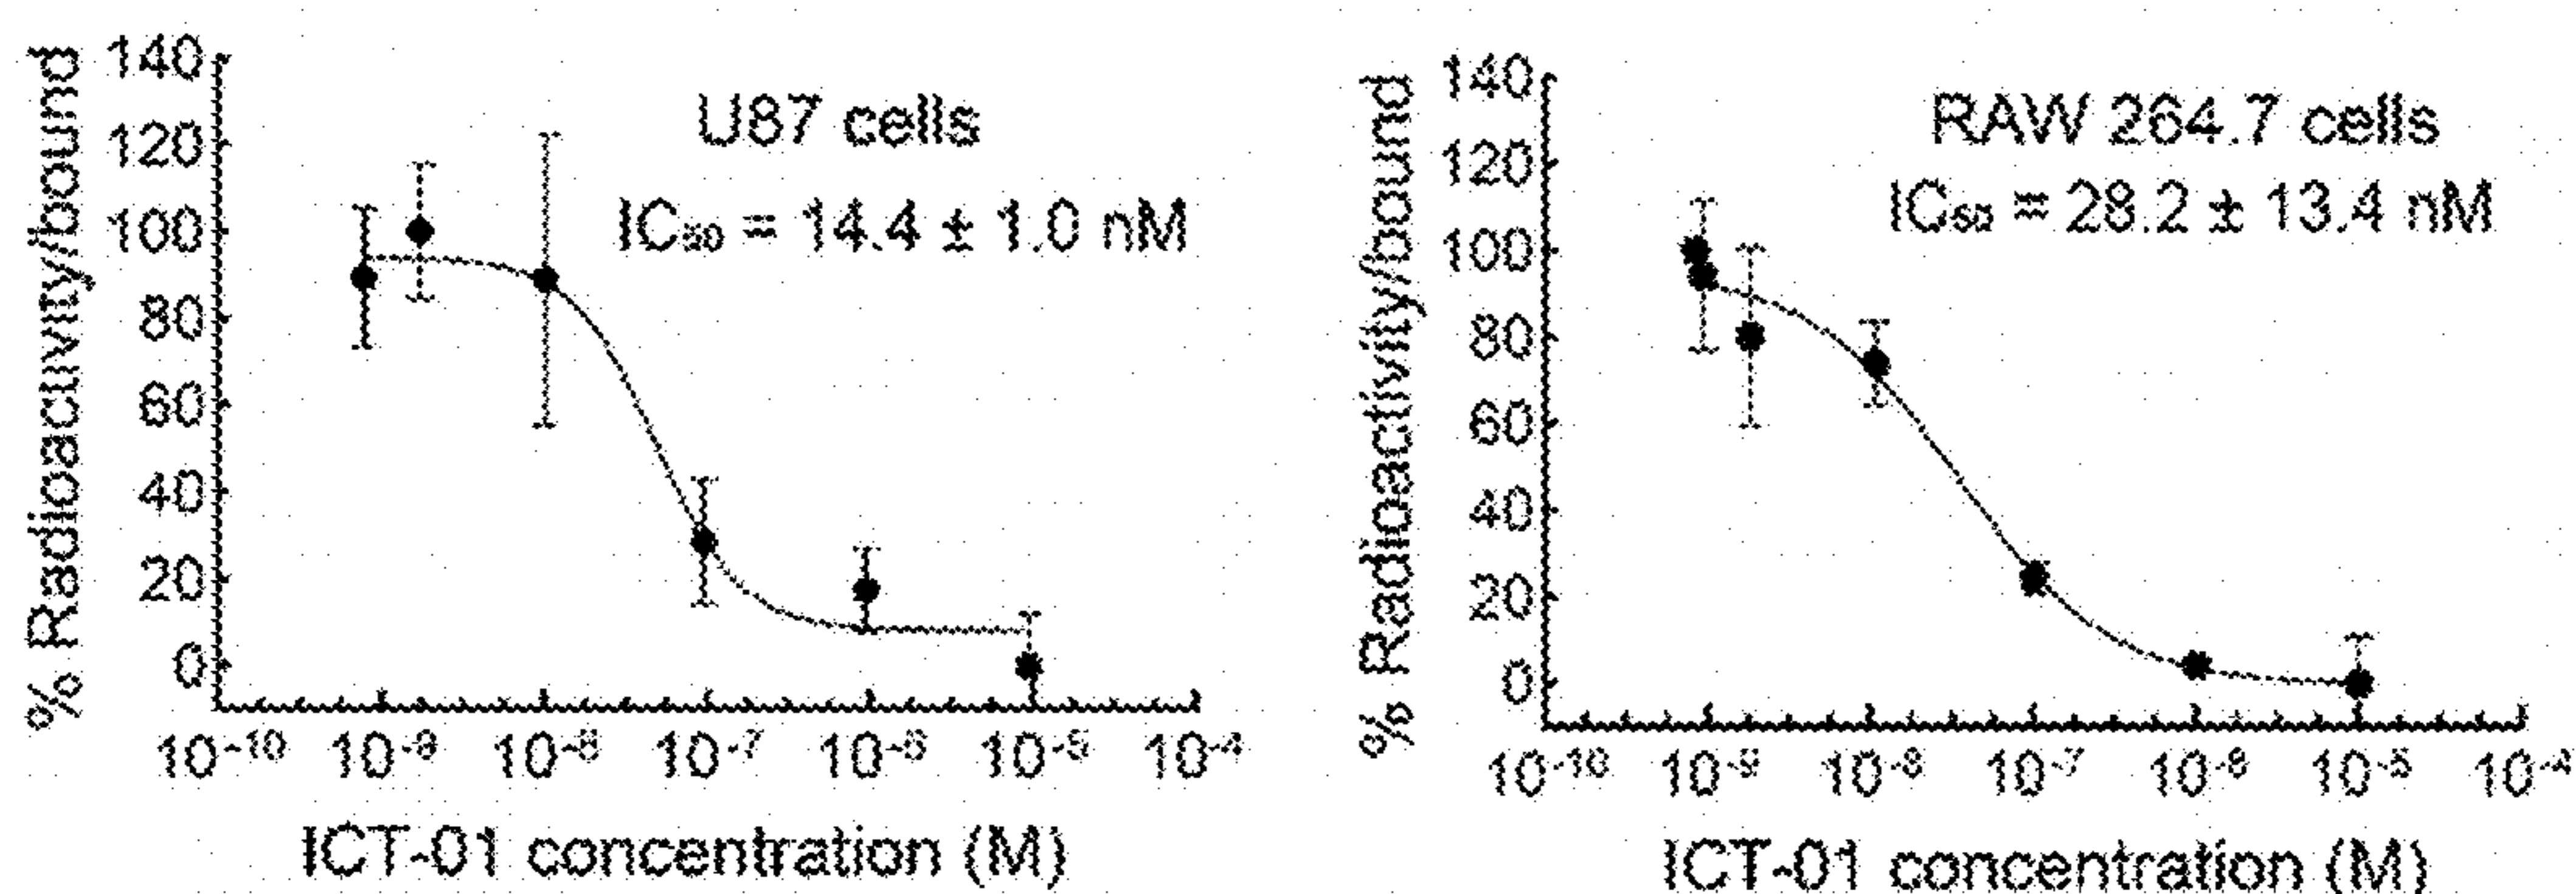 % Radioactivity/bound
140
120
100
80
60
40
20
0
U87 cells
IC₅₀ = 14.4 ± 1.0 nM
10⁻¹⁰ 10⁻⁹ 10⁻⁸ 10⁻⁷ 10⁻⁶ 10⁻⁵ 10⁻⁴
ICT-01 concentration (M)
% Radioactivity/bound
140
120
100
80
60
40
20
0
RAW 264.7 cells
IC₅₀ = 28.2 ± 13.4 nM
10⁻¹⁰ 10⁻⁹ 10⁻⁸ 10⁻⁷ 10⁻⁶ 10⁻⁵ 10⁻⁴
ICT-01 concentration (M)